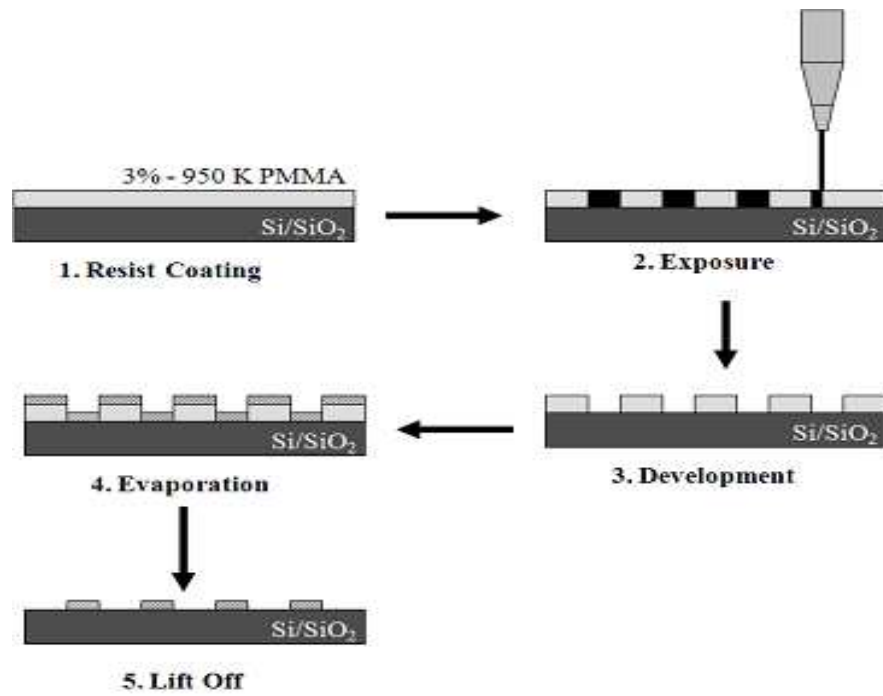 3% - 950 K PMMA
Si/SiO₂
1. Resist Coating
Si/SiO₂
2. Exposure
Si/SiO₂
3. Development
Si/SiO₂
4. Evaporation
Si/SiO₂
5. Lift Off